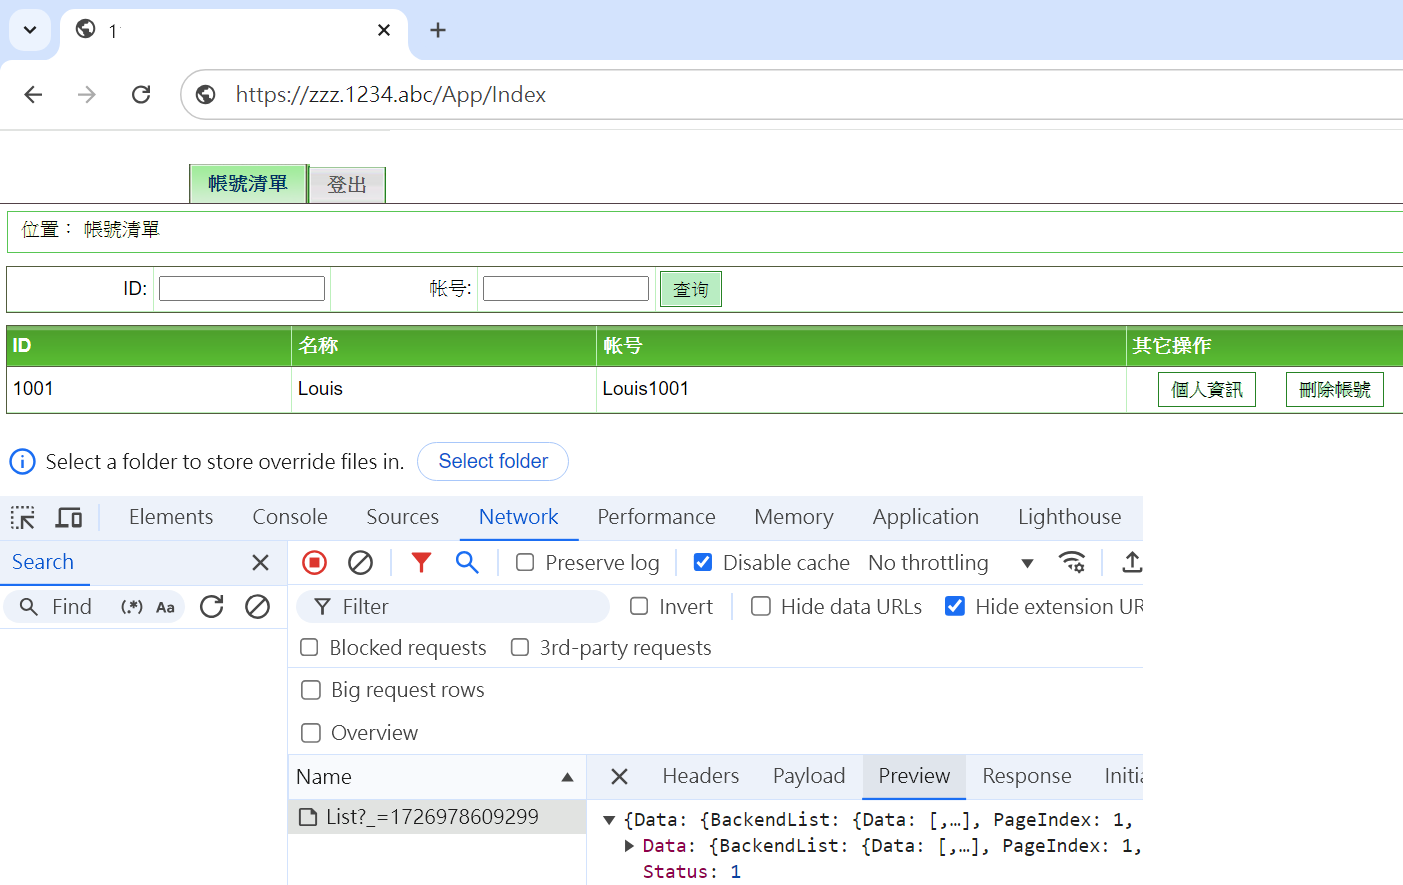 1
https://zzz.1234.abc/App/Index
帳號清單 登出
位置： 帳號清單
ID: 帐号: 查询
ID 名称 帐号 其它操作
1001 Louis Louis1001 個人資訊 刪除帳號
Select a folder to store override files in. Select folder
Elements Console Sources Network Performance Memory Application Lighthouse
Search Preserve log Disable cache No throttling
Find (.*) Aa Filter Invert Hide data URLs Hide extension UR
Blocked requests 3rd-party requests
Big request rows
Overview
Name Headers Payload Preview Response Initia
List?_=1726978609299 {Data: {BackendList: {Data: [,…], PageIndex: 1,
Data: {BackendList: {Data: [,…], PageIndex: 1,
Status: 1